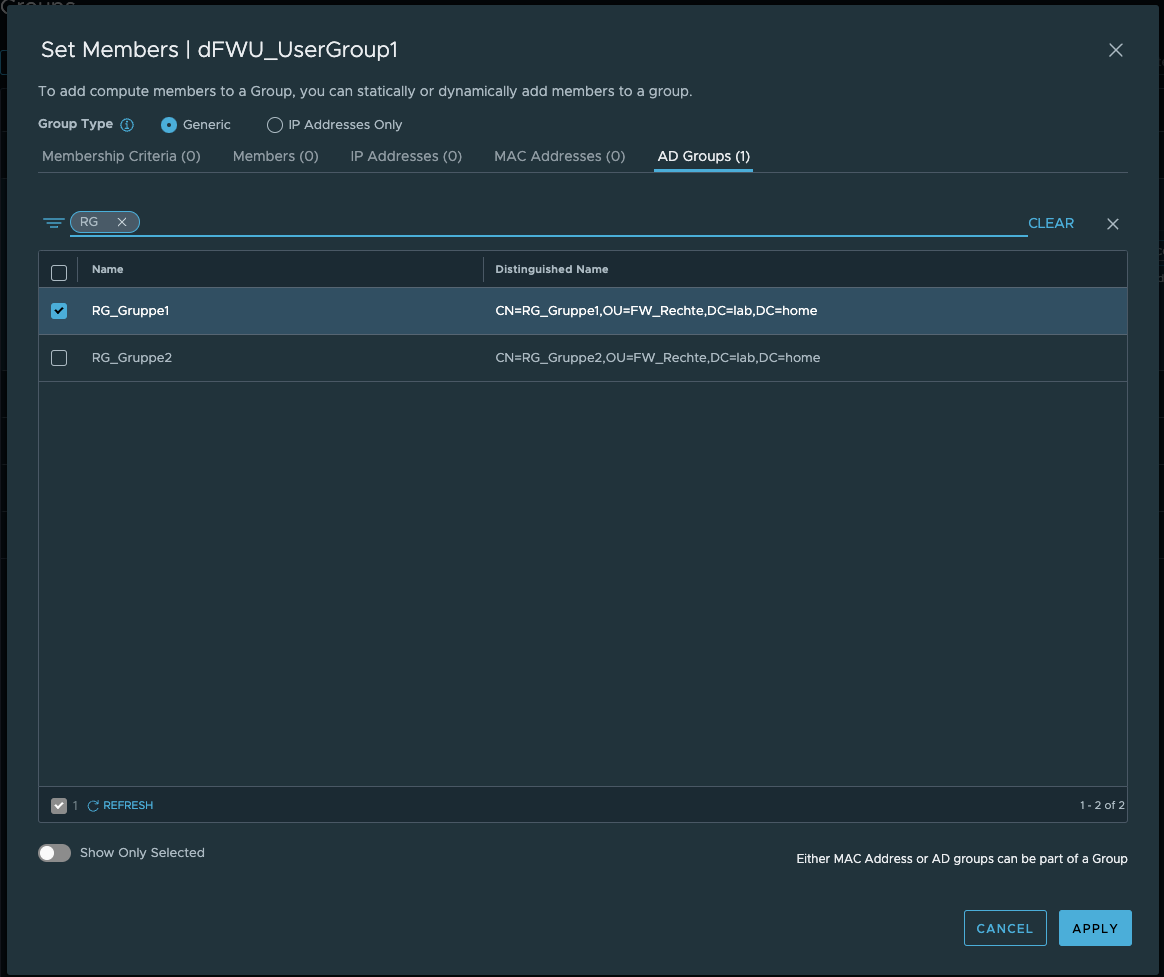 Set Members | dFWU_UserGroup1
To add compute members to a Group, you can statically or dynamically add members to a group.
Group Type Generic IP Addresses Only
Membership Criteria (0) Members (0) IP Addresses (0) MAC Addresses (0) AD Groups (1)
RG CLEAR
Name Distinguished Name
RG_Gruppe1 CN=RG_Gruppe1,OU=FW_Rechte,DC=lab,DC=home
RG_Gruppe2 CN=RG_Gruppe2,OU=FW_Rechte,DC=lab,DC=home
1 REFRESH 1 - 2 of 2
Show Only Selected
Either MAC Address or AD groups can be part of a Group
CANCEL APPLY